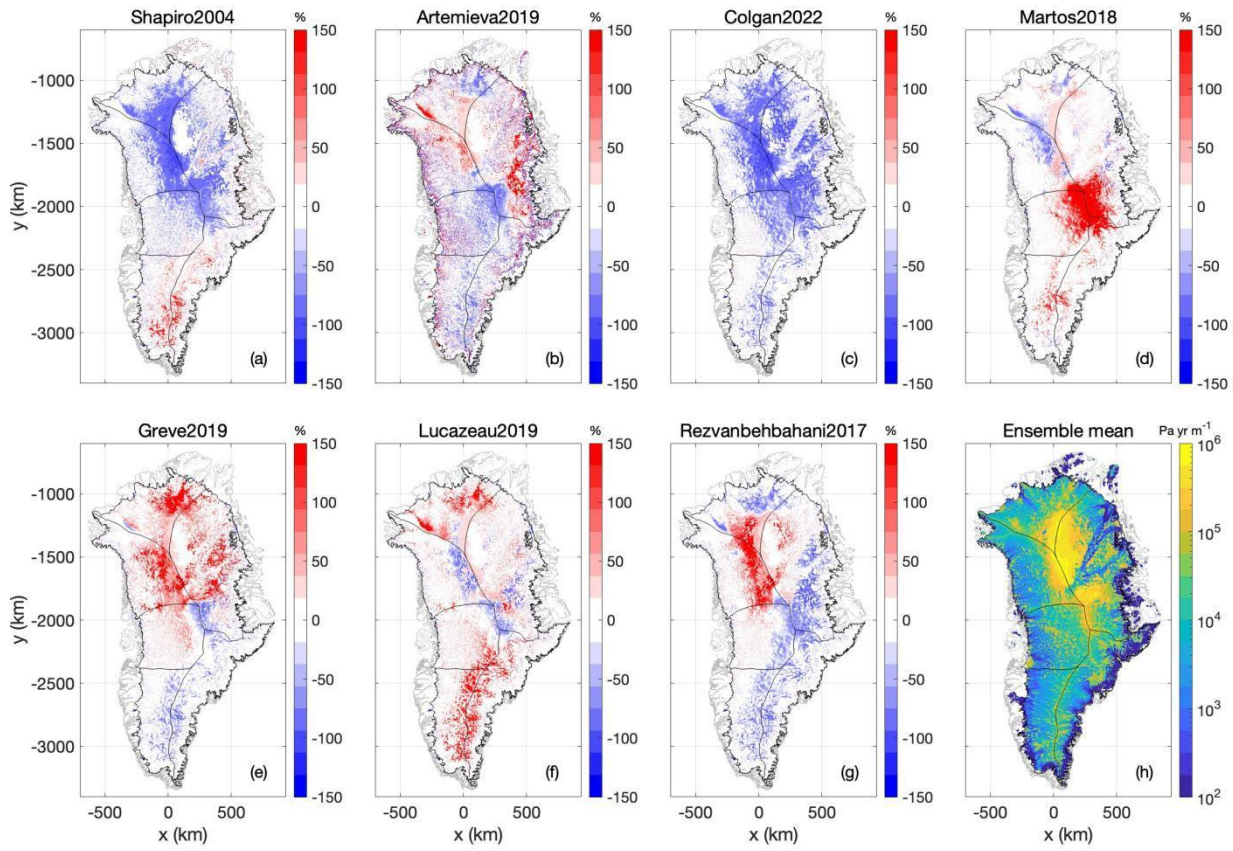 Shapiro2004 % Artemieva2019 % Colgan2022 % Martos2018 %
150 150 150 150
-1000 100 100 100 100
-1500 50 50 50 50
y (km) -2000 0 0 0 0
-2500 -50 -50 -50 -50
-3000 -100 -100 -100 -100
(a) (b) (c) (d)
-150 -150 -150 -150
Greve2019 % Lucazeau2019 % Rezvanbehbahani2017 % Ensemble mean Pa yr m⁻¹
150 150 150 10⁶
-1000 100 100 100
-1500 50 50 50 10⁵
y (km) -2000 0 0 0 10⁴
-2500 -50 -50 -50
-3000 -100 -100 -100 10³
(e) (f) (g) (h)
-150 -150 -150 10²
-500 0 500 -500 0 500 -500 0 500 -500 0 500
x (km) x (km) x (km) x (km)